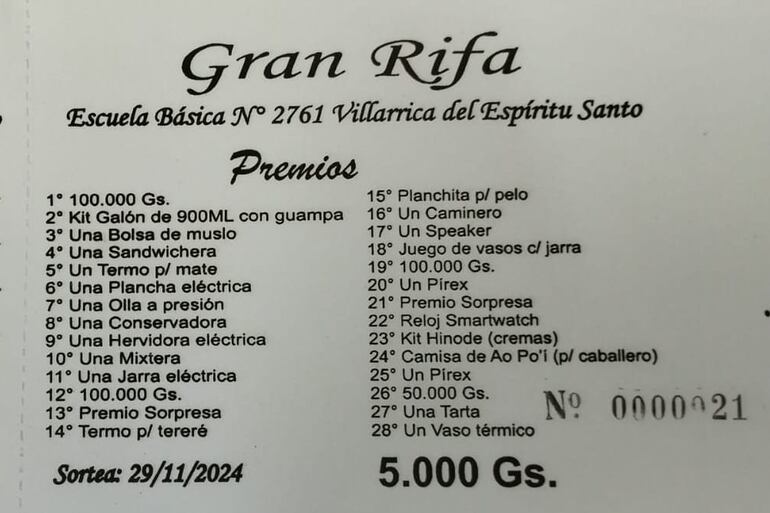 Gran Rifa
Escuela Básica Nº 2761 Villarrica del Espíritu Santo
Premios
1° 100.000 Gs.
2° Kit Galón de 900ML con guampa
3° Una Bolsa de muslo
4° Una Sandwichera
5° Un Termo p/ mate
6° Una Plancha eléctrica
7° Una Olla a presión
8° Una Conservadora
9° Una Hervidora eléctrica
10° Una Mixtera
11° Una Jarra eléctrica
12° 100.000 Gs.
13° Premio Sorpresa
14° Termo p/ tereré
15° Planchita p/ pelo
16° Un Caminero
17° Un Speaker
18° Juego de vasos c/ jarra
19° 100.000 Gs.
20° Un Pirex
21° Premio Sorpresa
22° Reloj Smartwatch
23° Kit Hinode (cremas)
24° Camisa de Ao Po'i (p/ caballero)
25° Un Pirex
26° 50.000 Gs.
27° Una Tarta
28° Un Vaso térmico
Nº 0000021
Sortea: 29/11/2024
5.000 Gs.